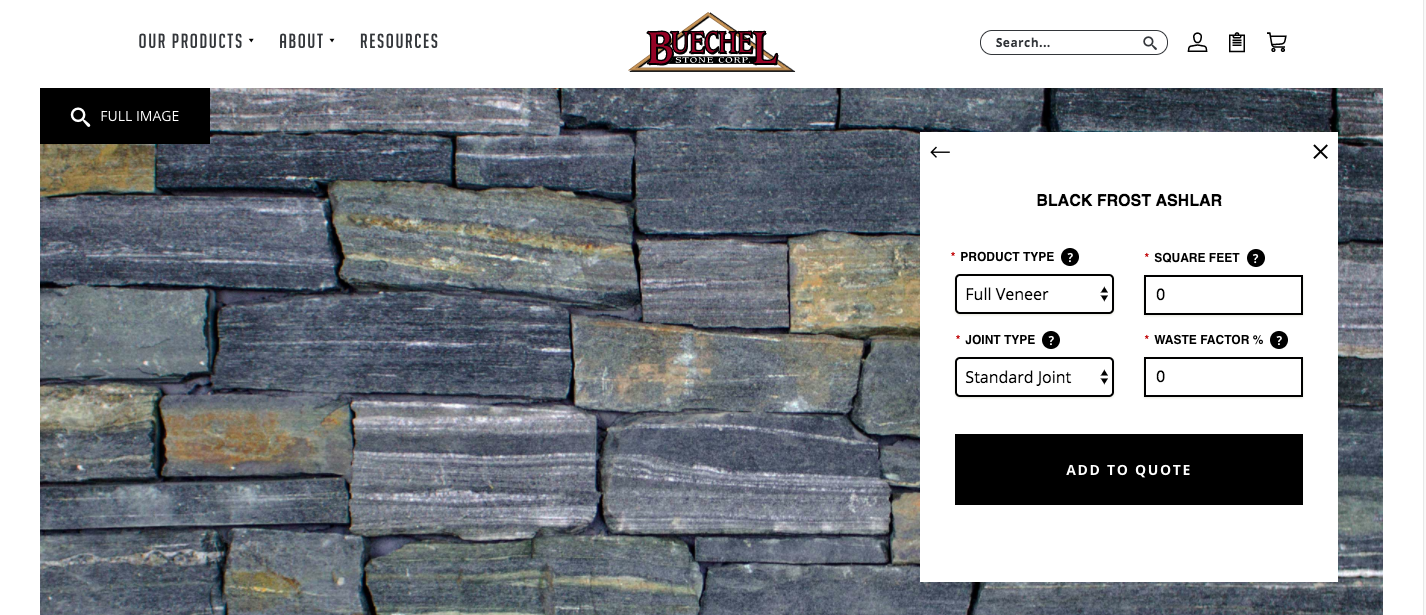 OUR PRODUCTS
ABOUT
RESOURCES
BUECHEL
STONE CORP.
Search...
FULL IMAGE
BLACK FROST ASHLAR
* PRODUCT TYPE ?
* SQUARE FEET ?
Full Veneer
0
* JOINT TYPE ?
* WASTE FACTOR % ?
Standard Joint
0
ADD TO QUOTE